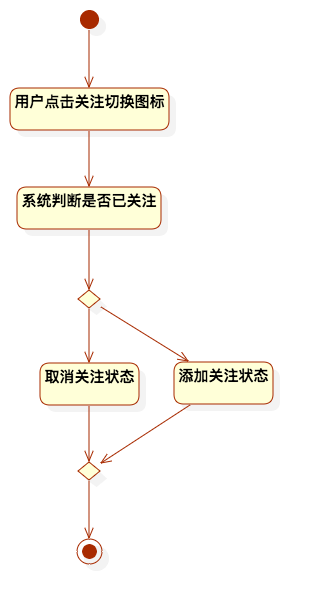 用户点击关注切换图标
系统判断是否已关注
取消关注状态
添加关注状态